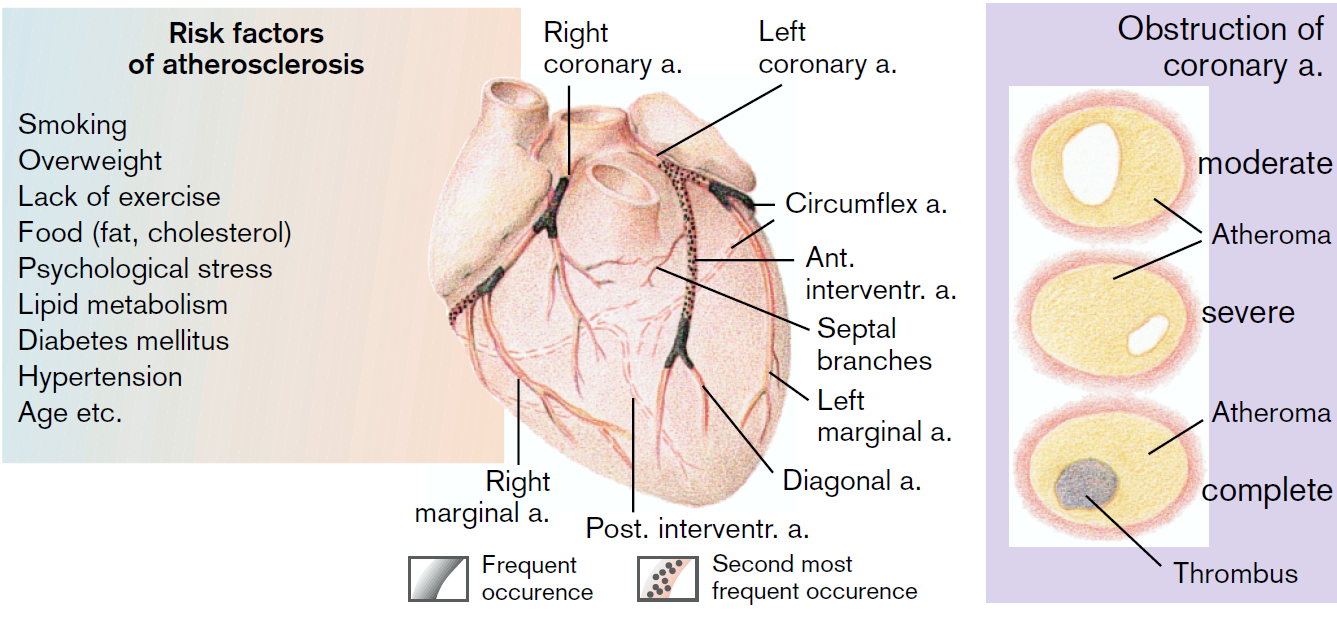 Risk factors
of atherosclerosis
Smoking
Overweight
Lack of exercise
Food (fat, cholesterol)
Psychological stress
Lipid metabolism
Diabetes mellitus
Hypertension
Age etc.
Right
coronary a.
Left
coronary a.
Circumflex a.
Ant.
interventr. a.
Septal
branches
Left
marginal a.
Diagonal a.
Right
marginal a.
Post. interventr. a.
Frequent
occurence
Second most
frequent occurence
Obstruction of
coronary a.
moderate
Atheroma
severe
Atheroma
complete
Thrombus